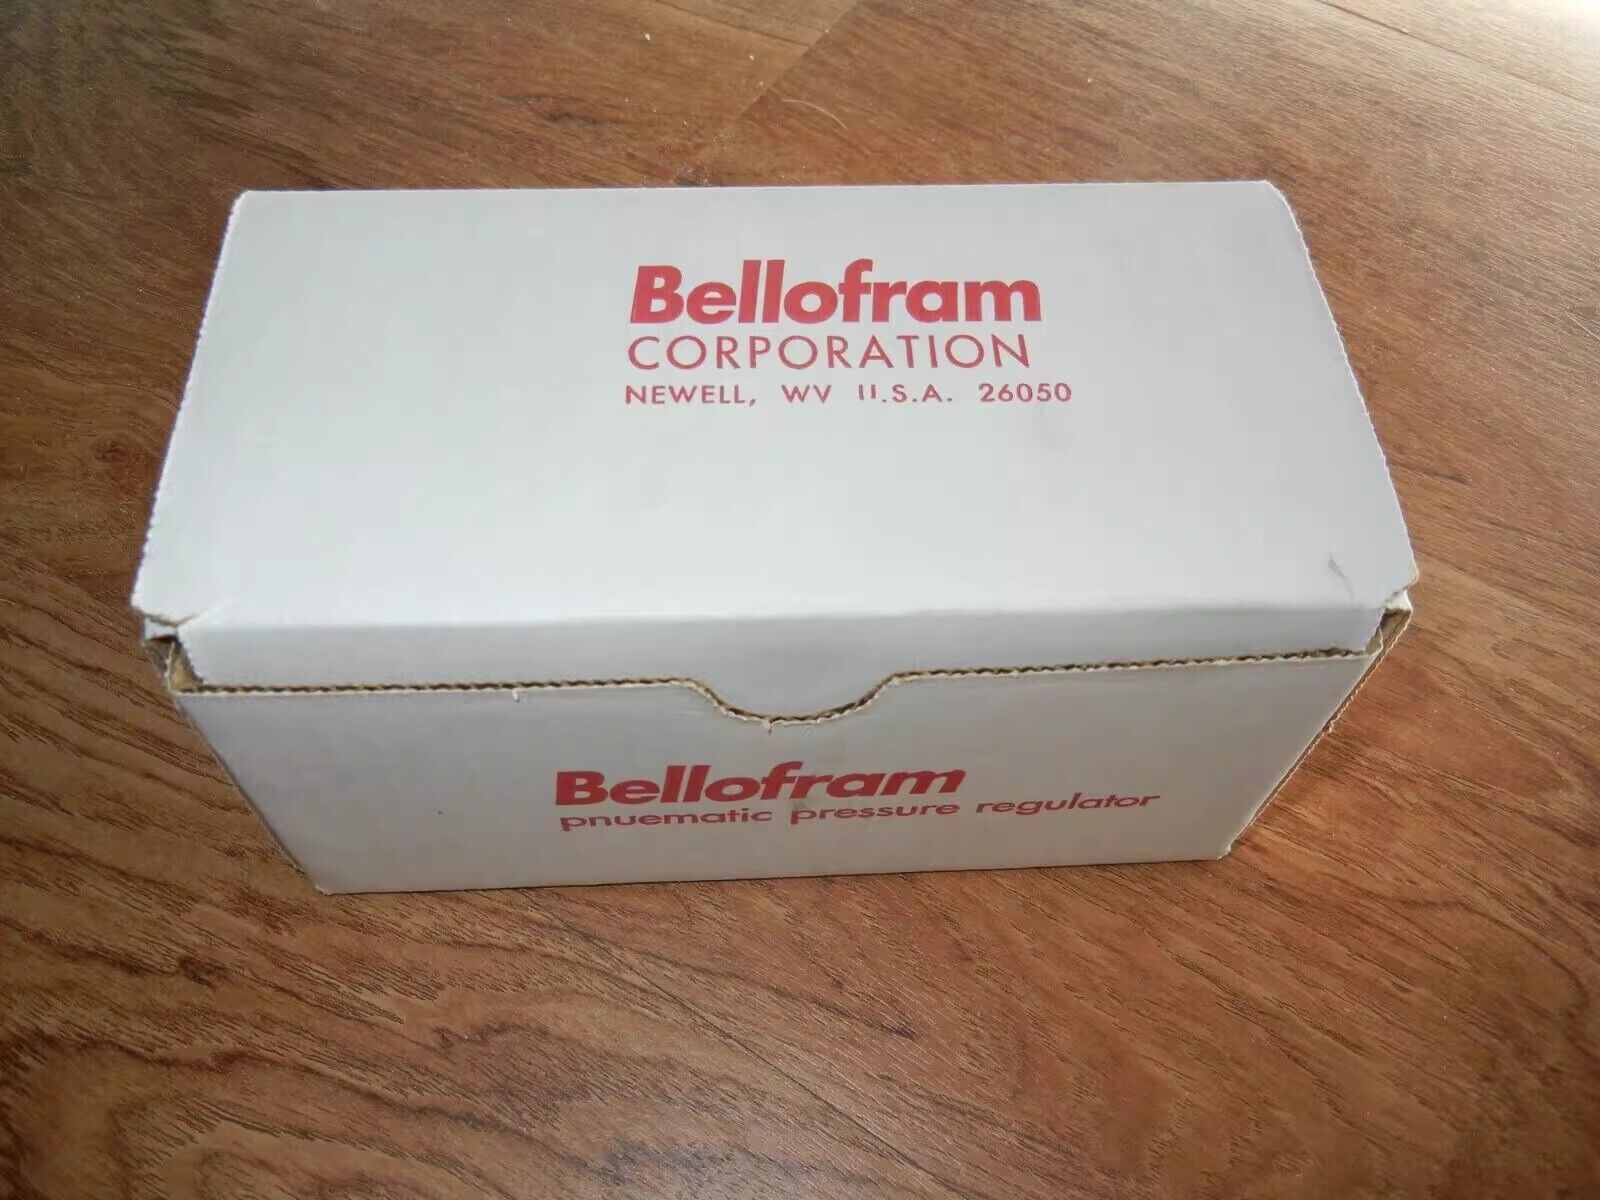 Bellofram
CORPORATION
NEWELL, WV U.S.A. 26050
Bellofram
pnuematic pressure regulator